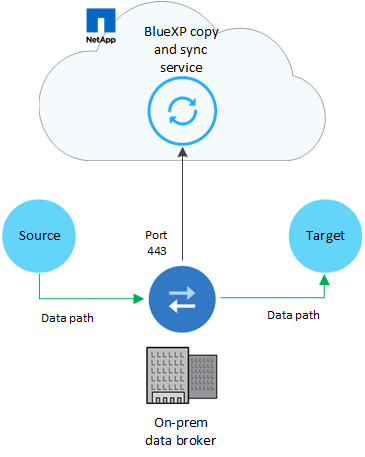 NetApp
BlueXP copy
and sync
service
Source
Port
443
Target
Data path
Data path
On-prem
data broker